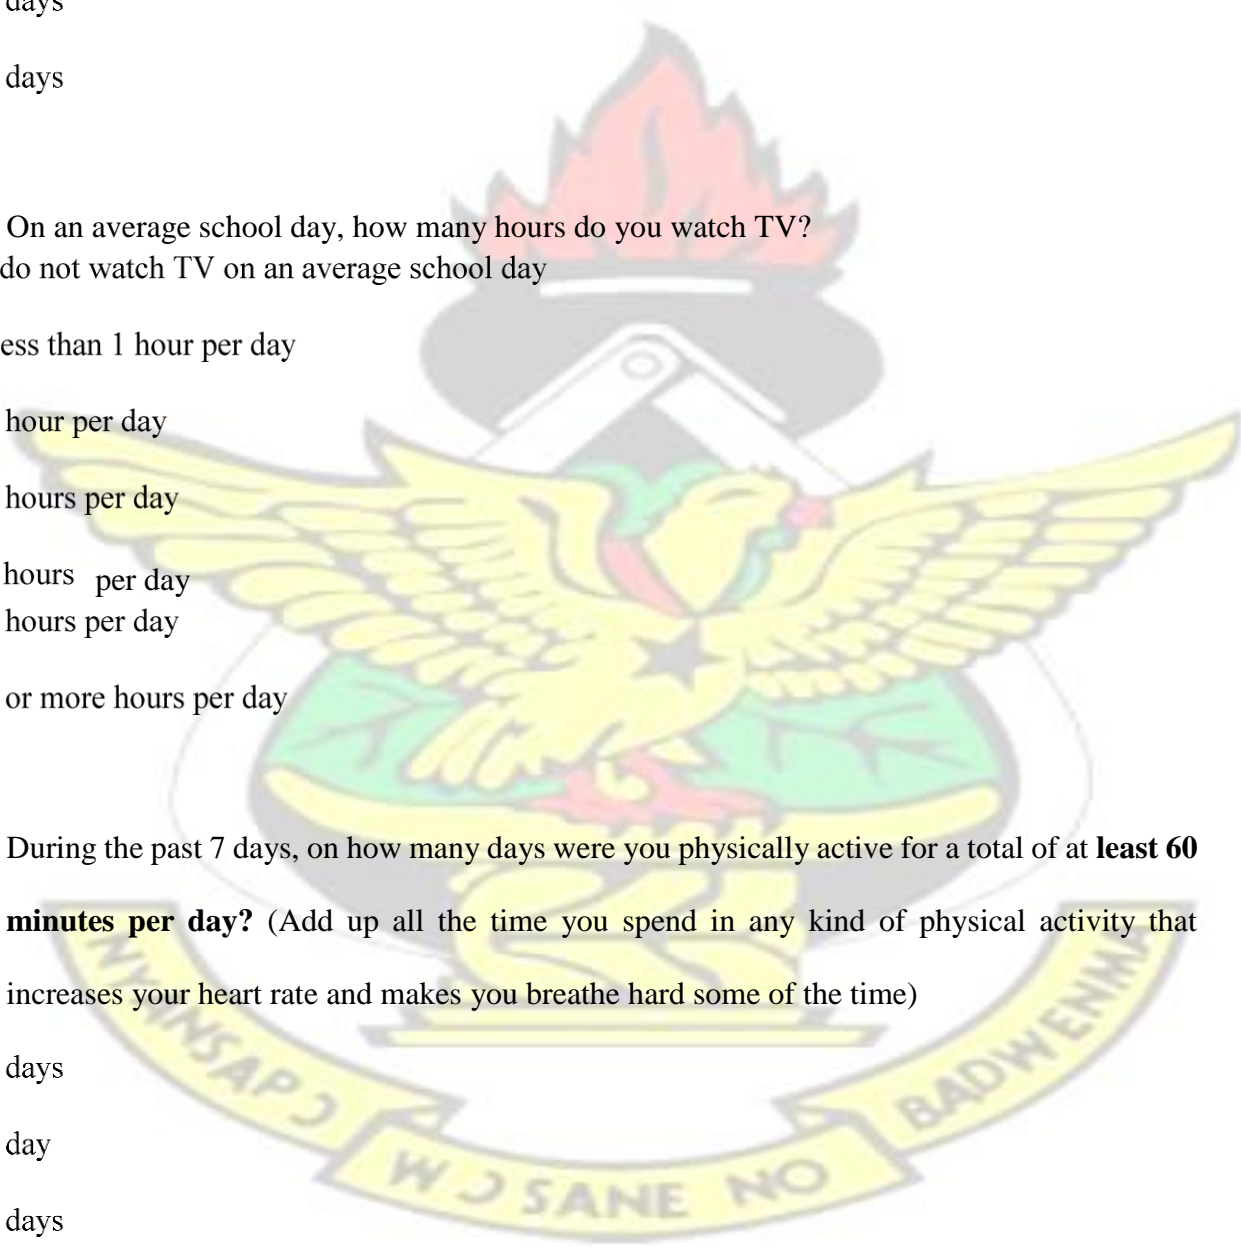 days
days
On an average school day, how many hours do you watch TV?
do not watch TV on an average school day
ess than 1 hour per day
hour per day
hours per day
hours per day
hours per day
or more hours per day
During the past 7 days, on how many days were you physically active for a total of at least 60
minutes per day? (Add up all the time you spend in any kind of physical activity that
increases your heart rate and makes you breathe hard some of the time)
days
day
days
NYANSAPƆ WƆSANE NO BADWENMA